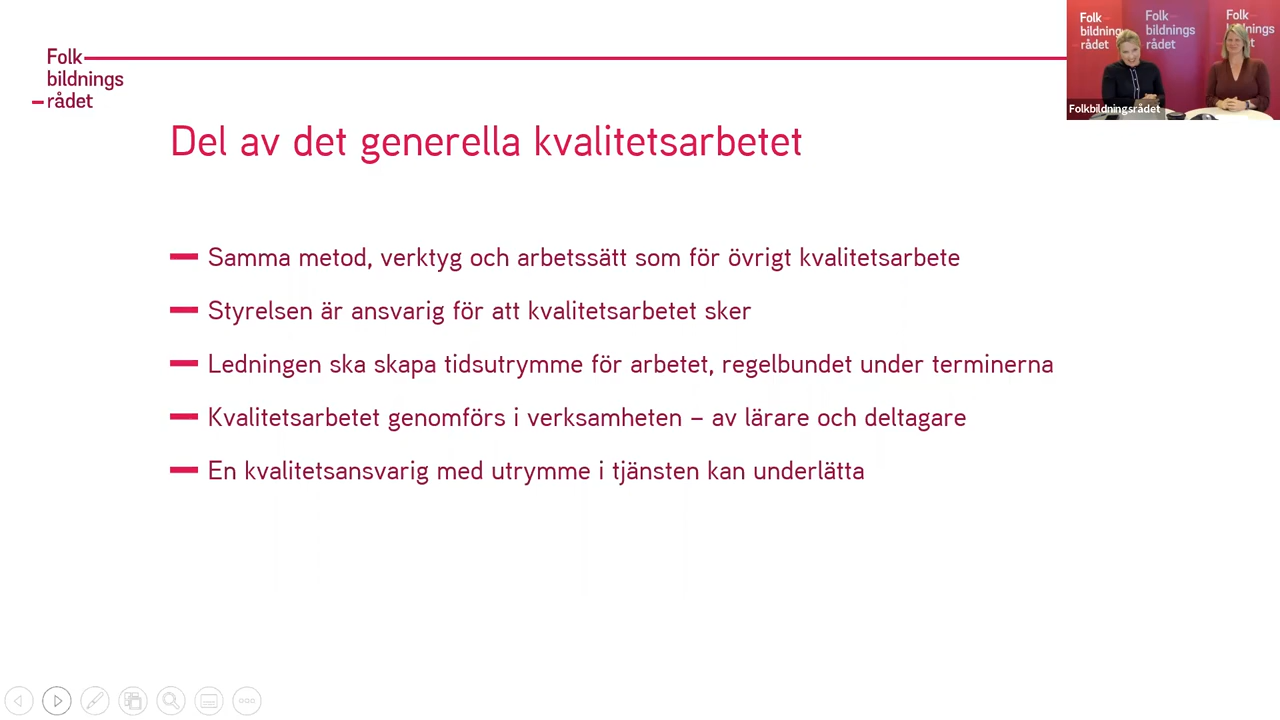 Folk
bildnings
rådet
Del av det generella kvalitetsarbetet
Samma metod, verktyg och arbetssätt som för övrigt kvalitetsarbete
Styrelsen är ansvarig för att kvalitetsarbetet sker
Ledningen ska skapa tidsutrymme för arbetet, regelbundet under terminerna
Kvalitetsarbetet genomförs i verksamheten – av lärare och deltagare
En kvalitetsansvarig med utrymme i tjänsten kan underlätta
Folk
bildnings
rådet
Folk
bildnings
rådet
Folk
bildnings
rådet
Folkbildningsrådet